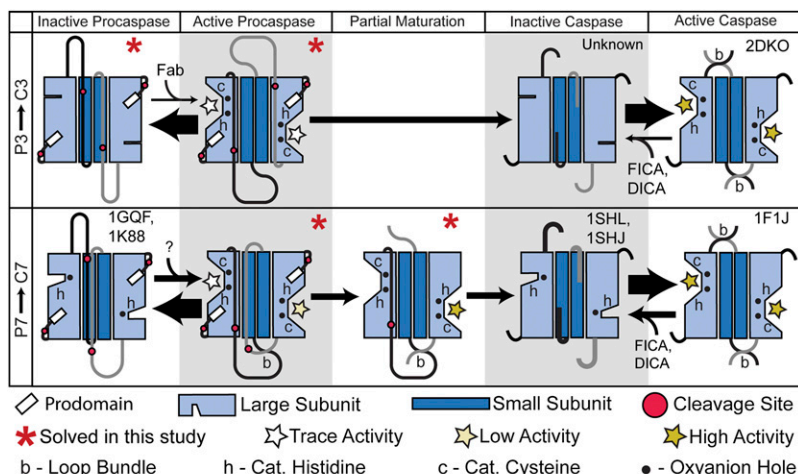 Inactive Procaspase Active Procaspase Partial Maturation Inactive Caspase Active Caspase
P3 → C3
* * Unknown 2DKO
Fab
b
c c
h h
h h
c c
FICA,
DICA
b
P7 → C7
1GQF,
1K88
* * 1SHL,
1SHJ
1F1J
?
b
c c c
h h h h h
h h h h h
c c c
b b b
FICA,
DICA
Prodomain Large Subunit Small Subunit Cleavage Site
* Solved in this study Trace Activity Low Activity High Activity
b - Loop Bundle h - Cat. Histidine c - Cat. Cysteine • - Oxyanion Hole